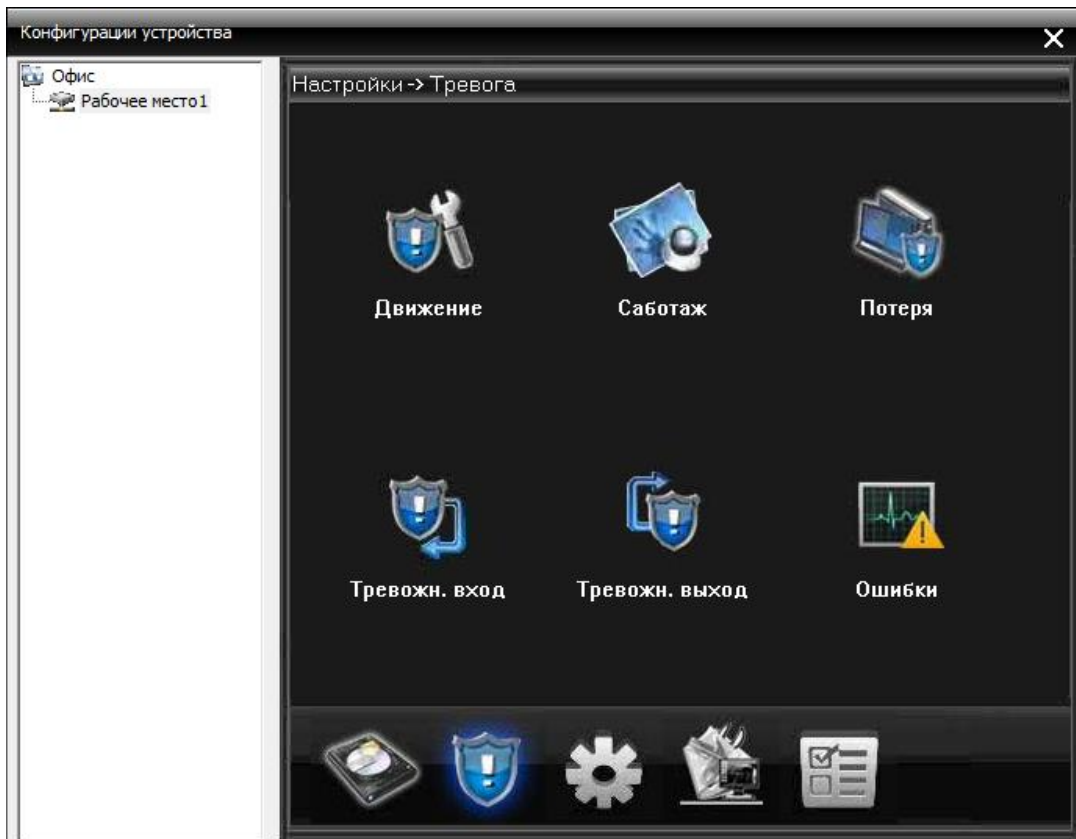 Конфигурации устройства
Офис
Рабочее место1
Настройки -> Тревога
Движение
Саботаж
Потеря
Тревожн. вход
Тревожн. выход
Ошибки